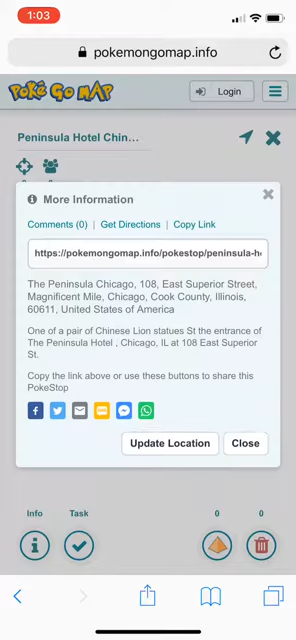 1:03
pokemongomap.info
POKÉ GO MAP
Login
Peninsula Hotel Chin...
More Information
Comments (0) | Get Directions | Copy Link
https://pokemongomap.info/pokestop/peninsula-h
The Peninsula Chicago, 108, East Superior Street,
Magnificent Mile, Chicago, Cook County, Illinois,
60611, United States of America
One of a pair of Chinese Lion statues St the entrance of
The Peninsula Hotel , Chicago, IL at 108 East Superior
St.
Copy the link above or use these buttons to share this
PokeStop
Update Location
Close
Info Task 0 0